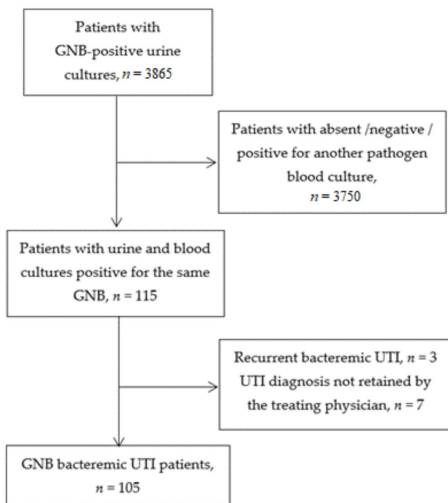 Patients with
GNB-positive urine
cultures, n = 3865
Patients with absent /negative /
positive for another pathogen
blood culture,
n = 3750
Patients with urine and blood
cultures positive for the same
GNB, n = 115
Recurrent bacteremic UTI, n = 3
UTI diagnosis not retained by
the treating physician, n = 7
GNB bacteremic UTI patients,
n = 105